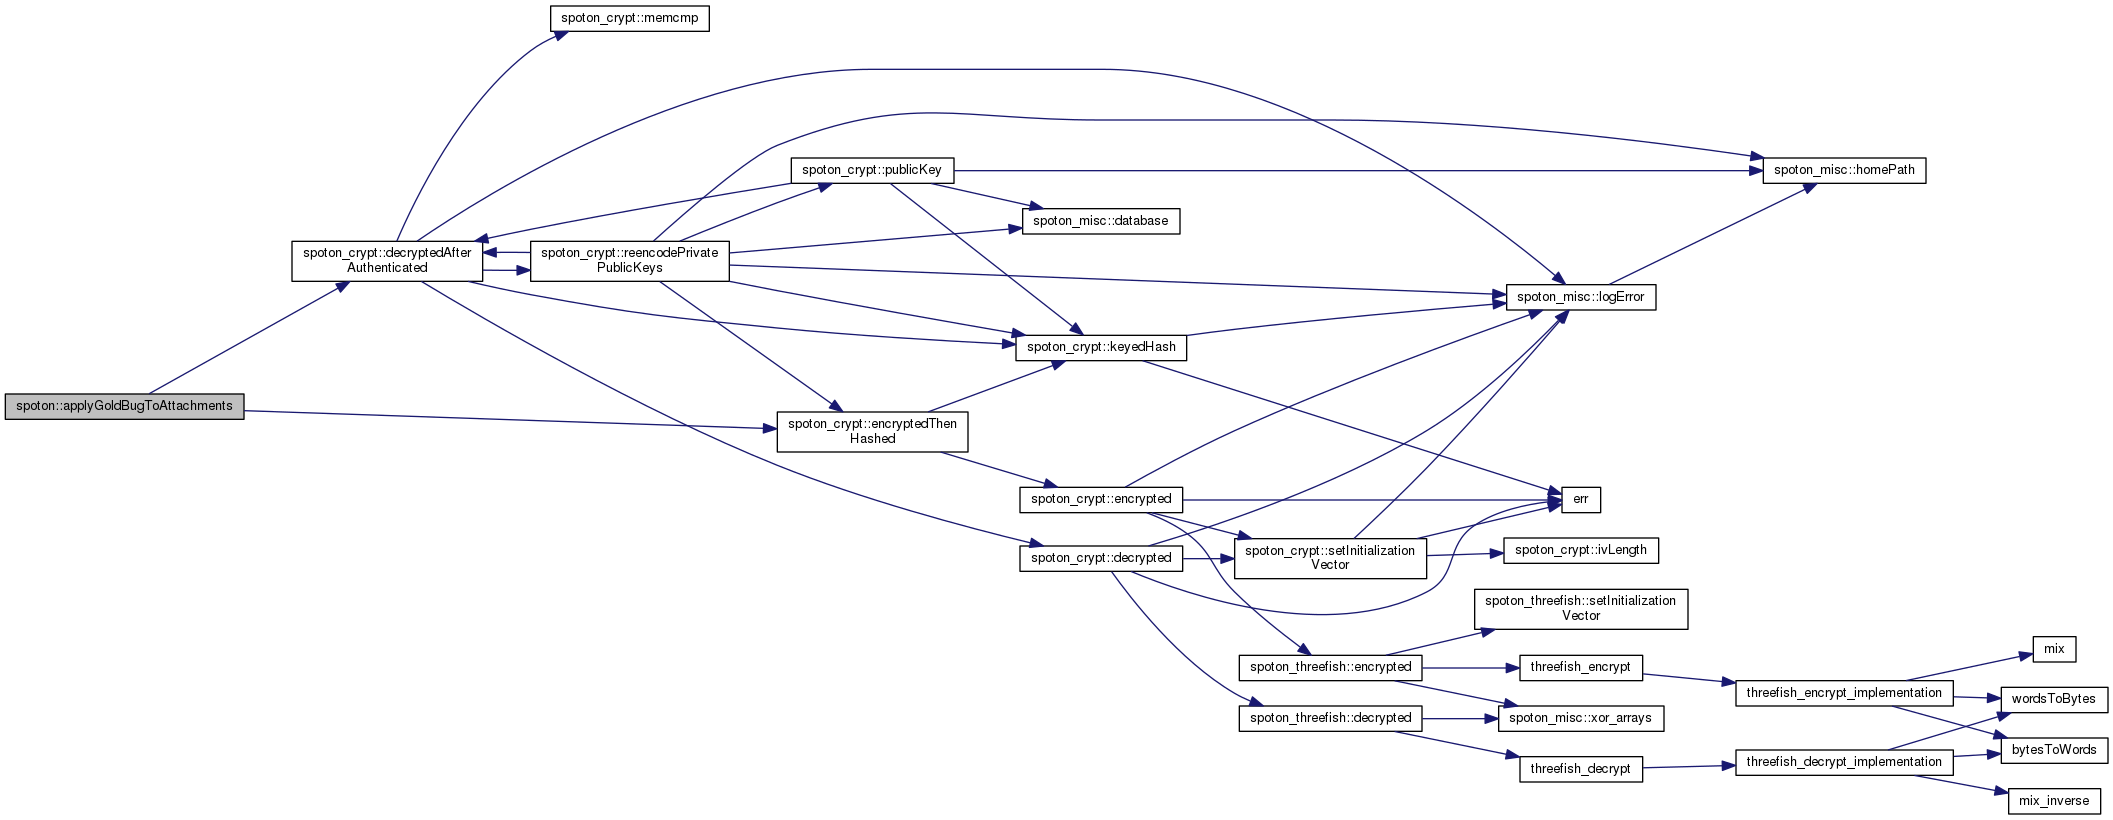 spoton_crypt::memcmp
spoton_crypt::publicKey
spoton_misc::homePath
spoton_misc::database
spoton_crypt::decryptedAfter
Authenticated
spoton_crypt::reencodePrivate
PublicKeys
spoton_misc::logError
spoton_crypt::keyedHash
spoton::applyGoldBugToAttachments
spoton_crypt::encryptedThen
Hashed
spoton_crypt::encrypted
err
spoton_crypt::decrypted
spoton_crypt::setInitialization
Vector
spoton_crypt::ivLength
spoton_threefish::setInitialization
Vector
spoton_threefish::encrypted
threefish_encrypt
mix
threefish_encrypt_implementation
wordsToBytes
spoton_threefish::decrypted
spoton_misc::xor_arrays
bytesToWords
threefish_decrypt
threefish_decrypt_implementation
mix_inverse